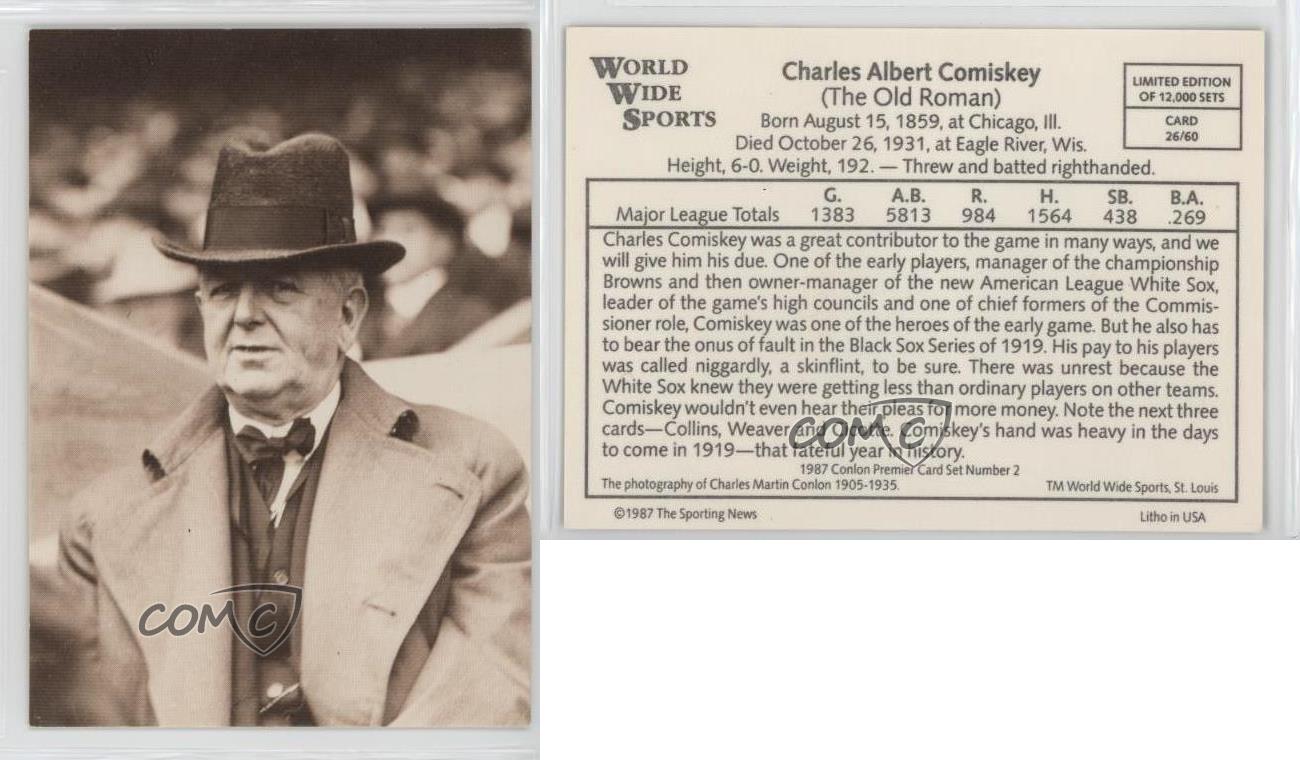 COMC
WORLD
WIDE
SPORTS
Charles Albert Comiskey
(The Old Roman)
Born August 15, 1859, at Chicago, Ill.
Died October 26, 1931, at Eagle River, Wis.
Height, 6-0. Weight, 192. — Threw and batted righthanded.
LIMITED EDITION
OF 12,000 SETS
CARD
26/60
G. A.B. R. H. SB. B.A.
Major League Totals 1383 5813 984 1564 438 .269
Charles Comiskey was a great contributor to the game in many ways, and we
will give him his due. One of the early players, manager of the championship
Browns and then owner-manager of the new American League White Sox,
leader of the game's high councils and one of chief formers of the Commis-
sioner role, Comiskey was one of the heroes of the early game. But he also has
to bear the onus of fault in the Black Sox Series of 1919. His pay to his players
was called niggardly, a skinflint, to be sure. There was unrest because the
White Sox knew they were getting less than ordinary players on other teams.
Comiskey wouldn't even hear their pleas for more money. Note the next three
cards—Collins, Weaver and Cicotte. Comiskey's hand was heavy in the days
to come in 1919—that fateful year in history.
COMC
1987 Conlon Premier Card Set Number 2
The photography of Charles Martin Conlon 1905-1935. TM World Wide Sports, St. Louis
©1987 The Sporting News Litho in USA